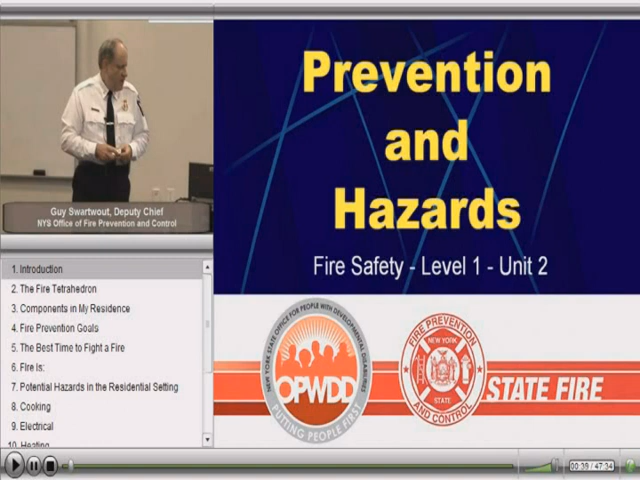 Prevention
and
Hazards
Fire Safety - Level 1 - Unit 2
Guy Swartwout, Deputy Chief
NYS Office of Fire Prevention and Control
1. Introduction
2. The Fire Tetrahedron
3. Components in My Residence
4. Fire Prevention Goals
5. The Best Time to Fight a Fire
6. Fire Is:
7. Potential Hazards in the Residential Setting
8. Cooking
9. Electrical
10. Heating
NEW YORK STATE OFFICE FOR PEOPLE WITH DEVELOPMENTAL DISABILITIES
OPWDD
PUTTING PEOPLE FIRST
FIRE PREVENTION
NEW YORK
STATE
AND CONTROL
STATE FIRE
00:39 / 47:34